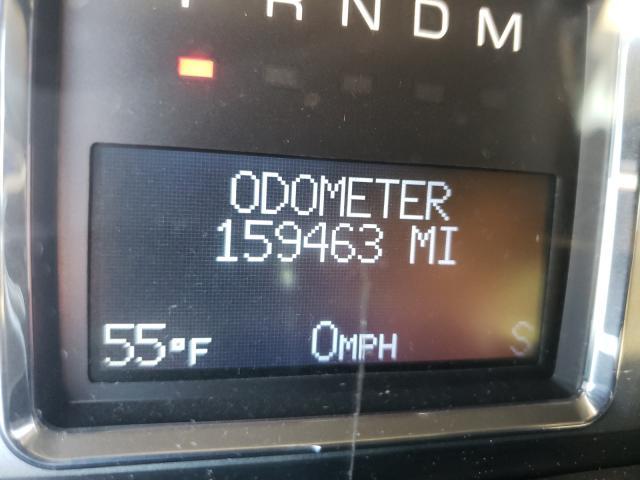 P R N D M
ODOMETER
159463 MI
55°F 0MPH S